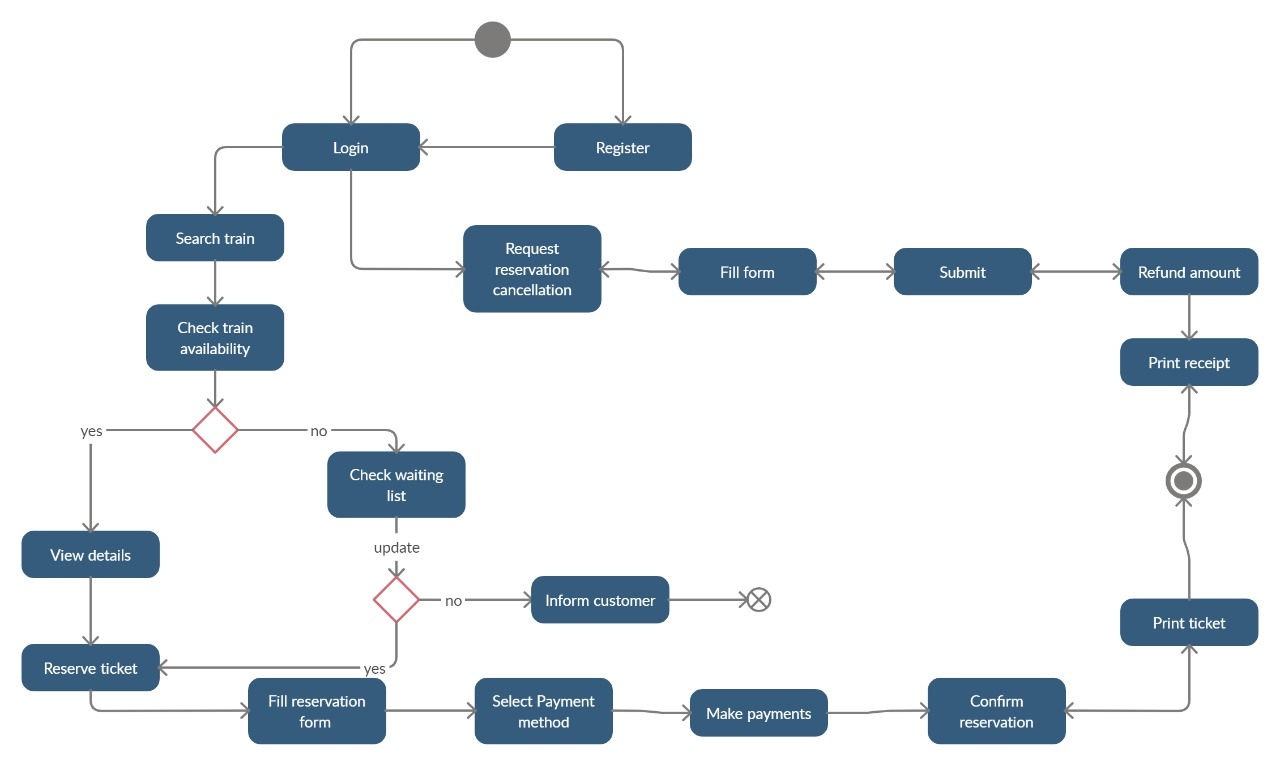 Login
Register
Search train
Request
reservation
cancellation
Fill form
Submit
Refund amount
Check train
availability
Print receipt
yes
no
Check waiting
list
update
View details
no
Inform customer
Print ticket
Reserve ticket
yes
Fill reservation
form
Select Payment
method
Make payments
Confirm
reservation